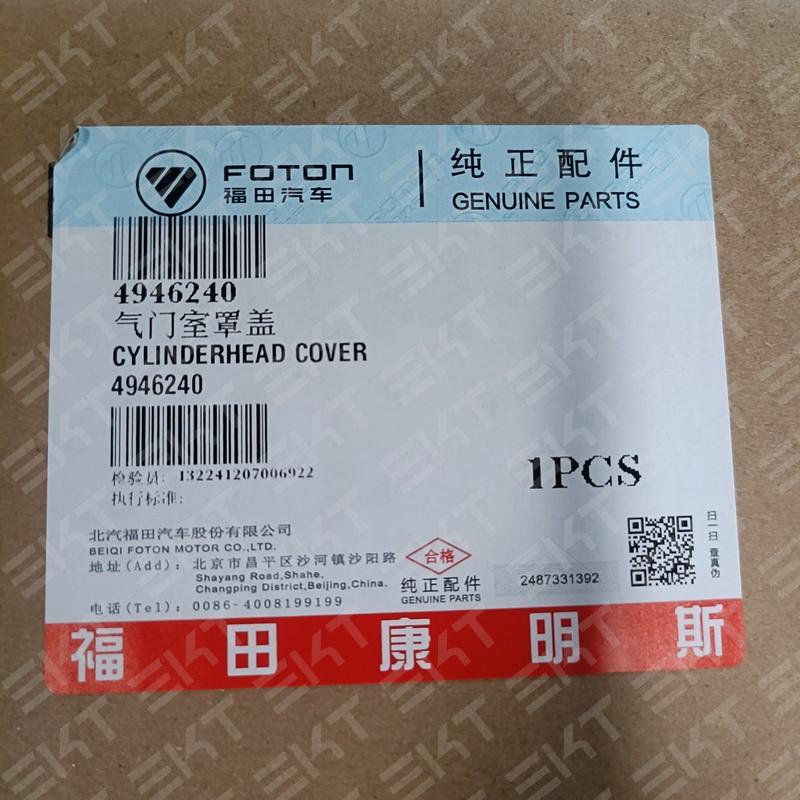 FOTON
福田汽车
纯正配件
GENUINE PARTS
4946240
气门室罩盖
CYLINDERHEAD COVER
4946240
检验员: 132241207006922
执行标准:
1PCS
北汽福田汽车股份有限公司
BEIQI FOTON MOTOR CO.,LTD.
地址(Add): 北京市昌平区沙河镇沙阳路
Shayang Road,Shahe,
Changping District,Beijing,China.
电话(Tel): 0086-4008199199
合格
纯正配件
GENUINE PARTS
2487331392
扫一扫 查真伪
福田康明斯
EKT